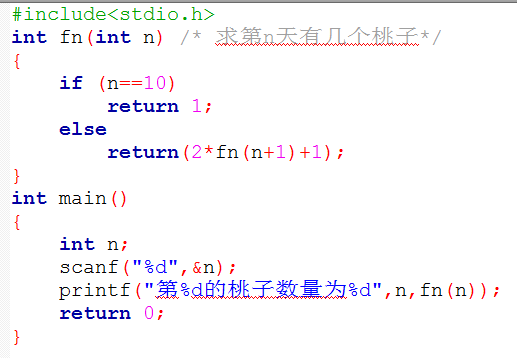 #include<stdio.h>
int fn(int n) /* 求第n天有几个桃子*/
{
    if (n==10)
        return 1;
    else
        return(2*fn(n+1)+1);
}
int main()
{
    int n;
    scanf("%d",&n);
    printf("第%d的桃子数量为%d",n,fn(n));
    return 0;
}